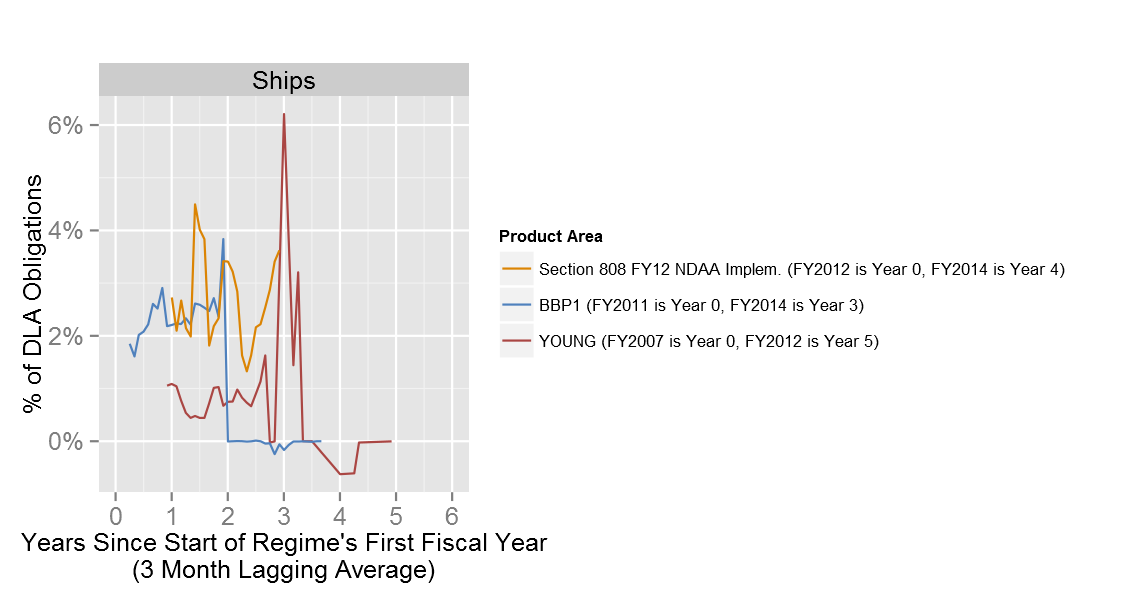 Ships
6%
4%
2%
0%
% of DLA Obligations
0 1 2 3 4 5 6
Years Since Start of Regime's First Fiscal Year
(3 Month Lagging Average)
Product Area
Section 808 FY12 NDAA Implem. (FY2012 is Year 0, FY2014 is Year 4)
BBP1 (FY2011 is Year 0, FY2014 is Year 3)
YOUNG (FY2007 is Year 0, FY2012 is Year 5)